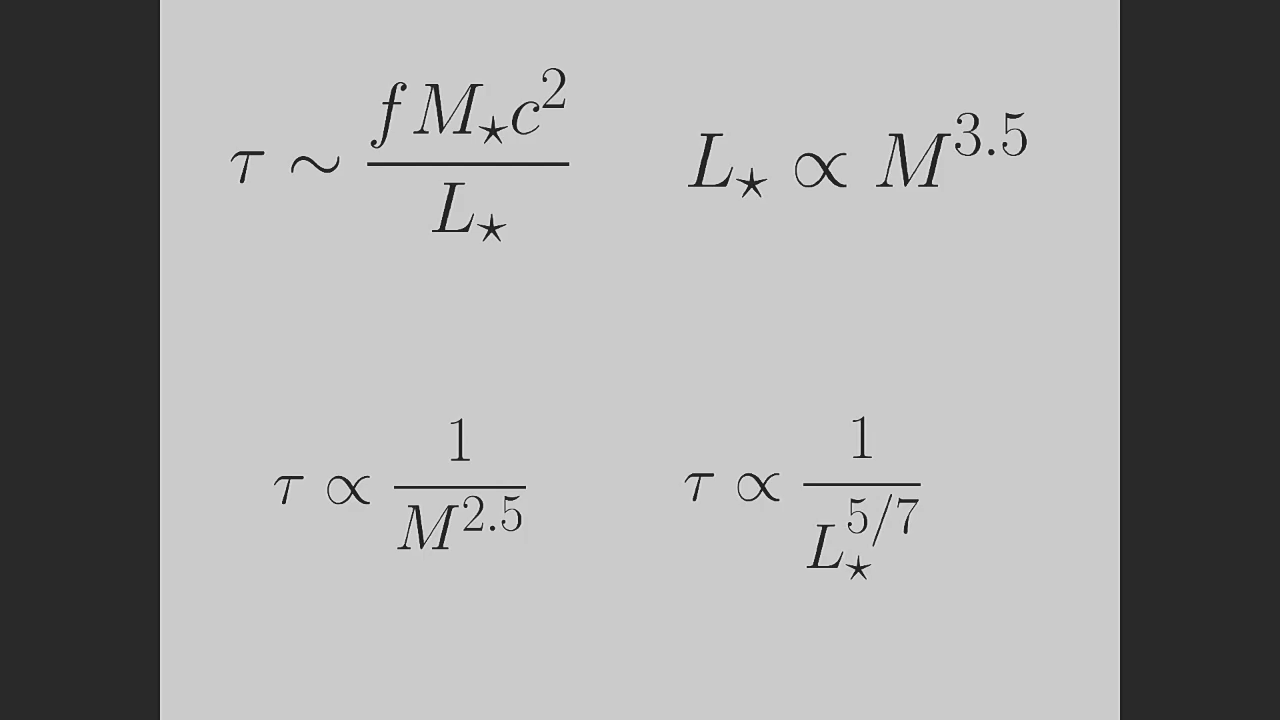 τ ∼ fM⋆c²/L⋆
L⋆ ∝ M^3.5
τ ∝ 1/M^2.5
τ ∝ 1/L⋆^5/7